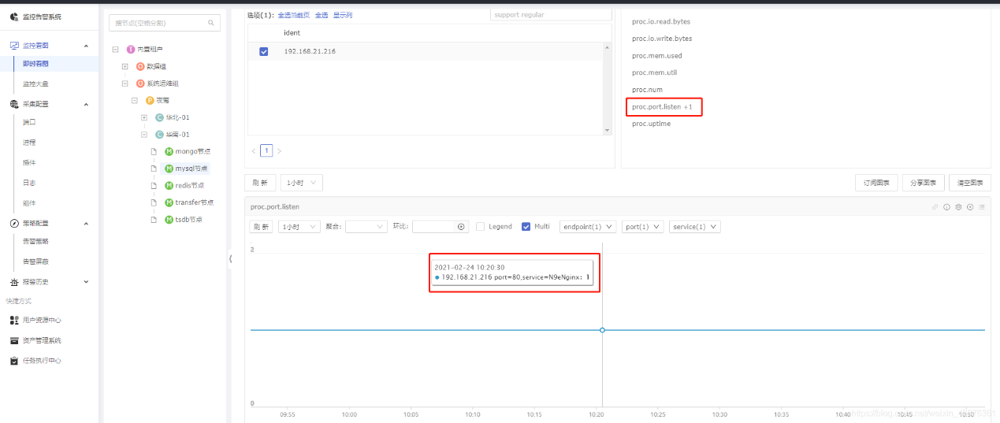 监控告警系统
监控看图
即时看图
监控大盘
采集配置
端口
进程
插件
日志
组件
策略配置
告警策略
告警屏蔽
报警历史
快捷方式
用户资源中心
资产管理系统
任务执行中心
搜节点(空格分割)
内置租户
数据组
系统运维组
夜莺
华北-01
华南-01
mongo节点
mysql节点
redis节点
transfer节点
tsdb节点
选项(1): 全选当前页 全选 显示列
support regular
ident
192.168.21.216
1
proc.io.read.bytes
proc.io.write.bytes
proc.mem.used
proc.mem.util
proc.num
proc.port.listen +1
proc.uptime
刷 新 1小时
订阅图表 分享图表 清空图表
proc.port.listen
刷 新 1小时 聚合: 环比: Legend Multi endpoint(1) port(1) service(1)
2
2021-02-24 10:20:30
192.168.21.216 port=80,service=N9eNginx: 1
0
09:55 10:00 10:05 10:10 10:15 10:20 10:25 10:30 10:35 10:40 10:45 10:50